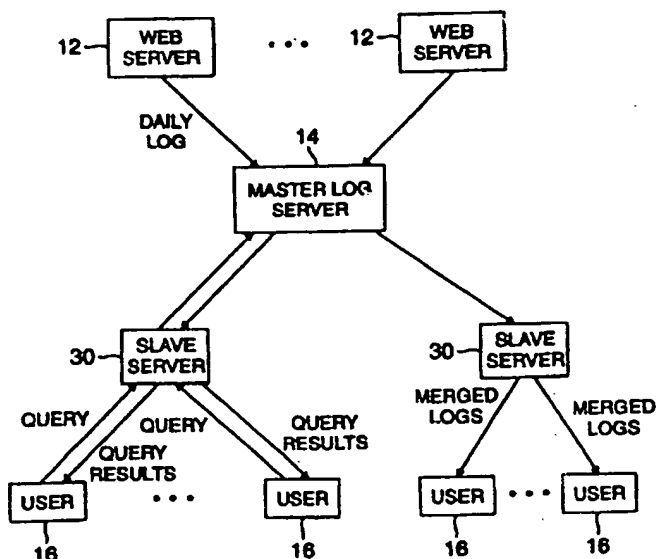 12
WEB
SERVER
• • •
12
WEB
SERVER
DAILY
LOG
14
MASTER LOG
SERVER
30
SLAVE
SERVER
30
SLAVE
SERVER
QUERY
QUERY
RESULTS
QUERY
QUERY
RESULTS
MERGED
LOGS
MERGED
LOGS
USER
• • •
USER
USER
• • •
USER
16
16
16
16